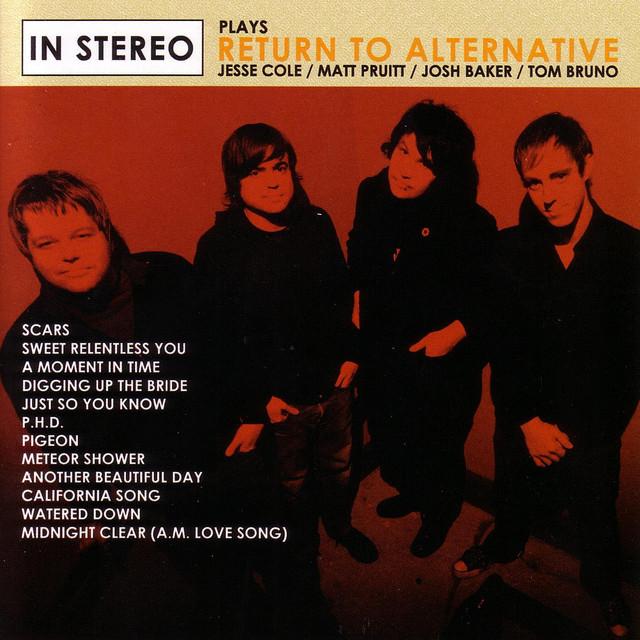 IN STEREO
PLAYS
RETURN TO ALTERNATIVE
JESSE COLE / MATT PRUITT / JOSH BAKER / TOM BRUNO
SCARS
SWEET RELENTLESS YOU
A MOMENT IN TIME
DIGGING UP THE BRIDE
JUST SO YOU KNOW
P.H.D.
PIGEON
METEOR SHOWER
ANOTHER BEAUTIFUL DAY
CALIFORNIA SONG
WATERED DOWN
MIDNIGHT CLEAR (A.M. LOVE SONG)